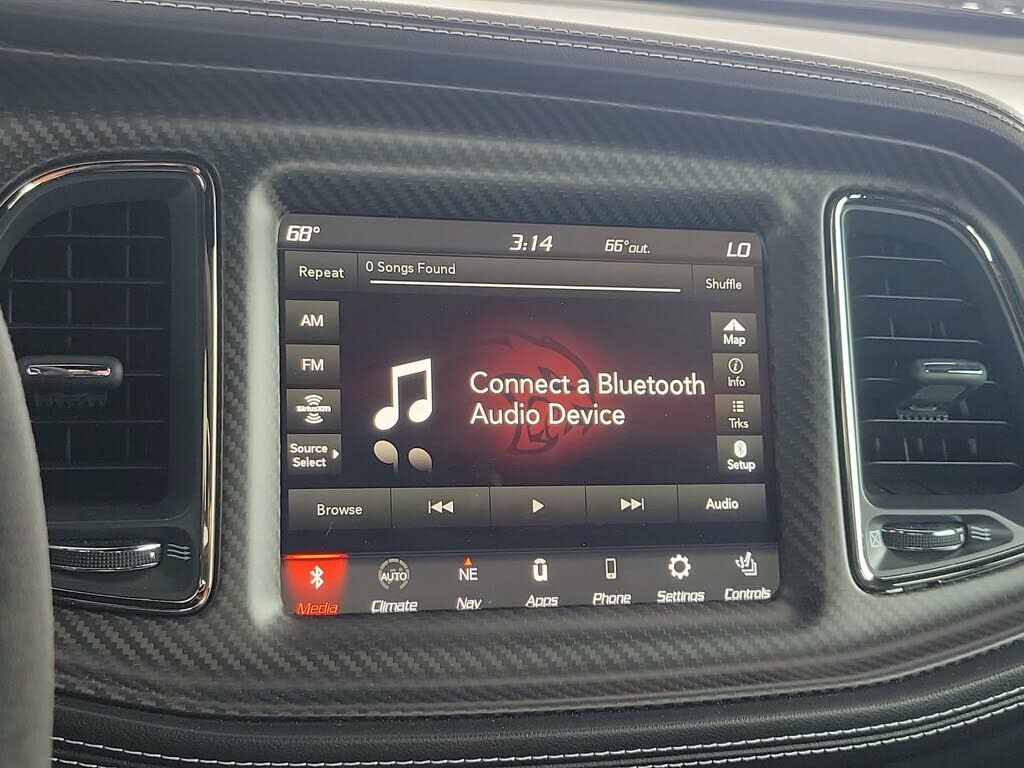 68° 3:14 66°out. LO
Repeat 0 Songs Found Shuffle
AM
FM
SiriusXM
Source
Select
Connect a Bluetooth
Audio Device
Map
Info
Trks
Setup
Browse Audio
AUTO NE
Media Climate Nav Apps Phone Settings Controls